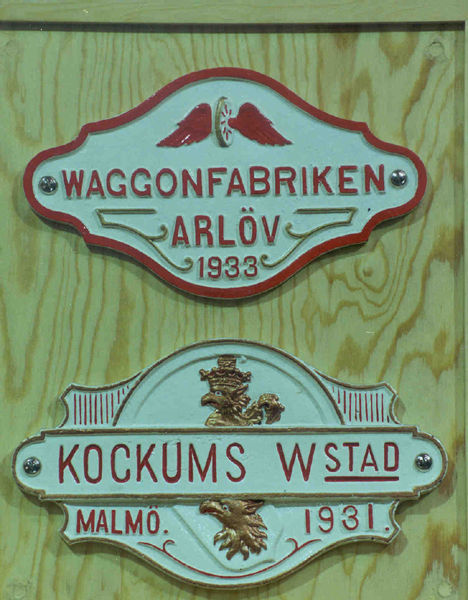 WAGGONFABRIKEN
ARLÖV
1933
KOCKUMS WSTAD
MALMÖ. 1931.